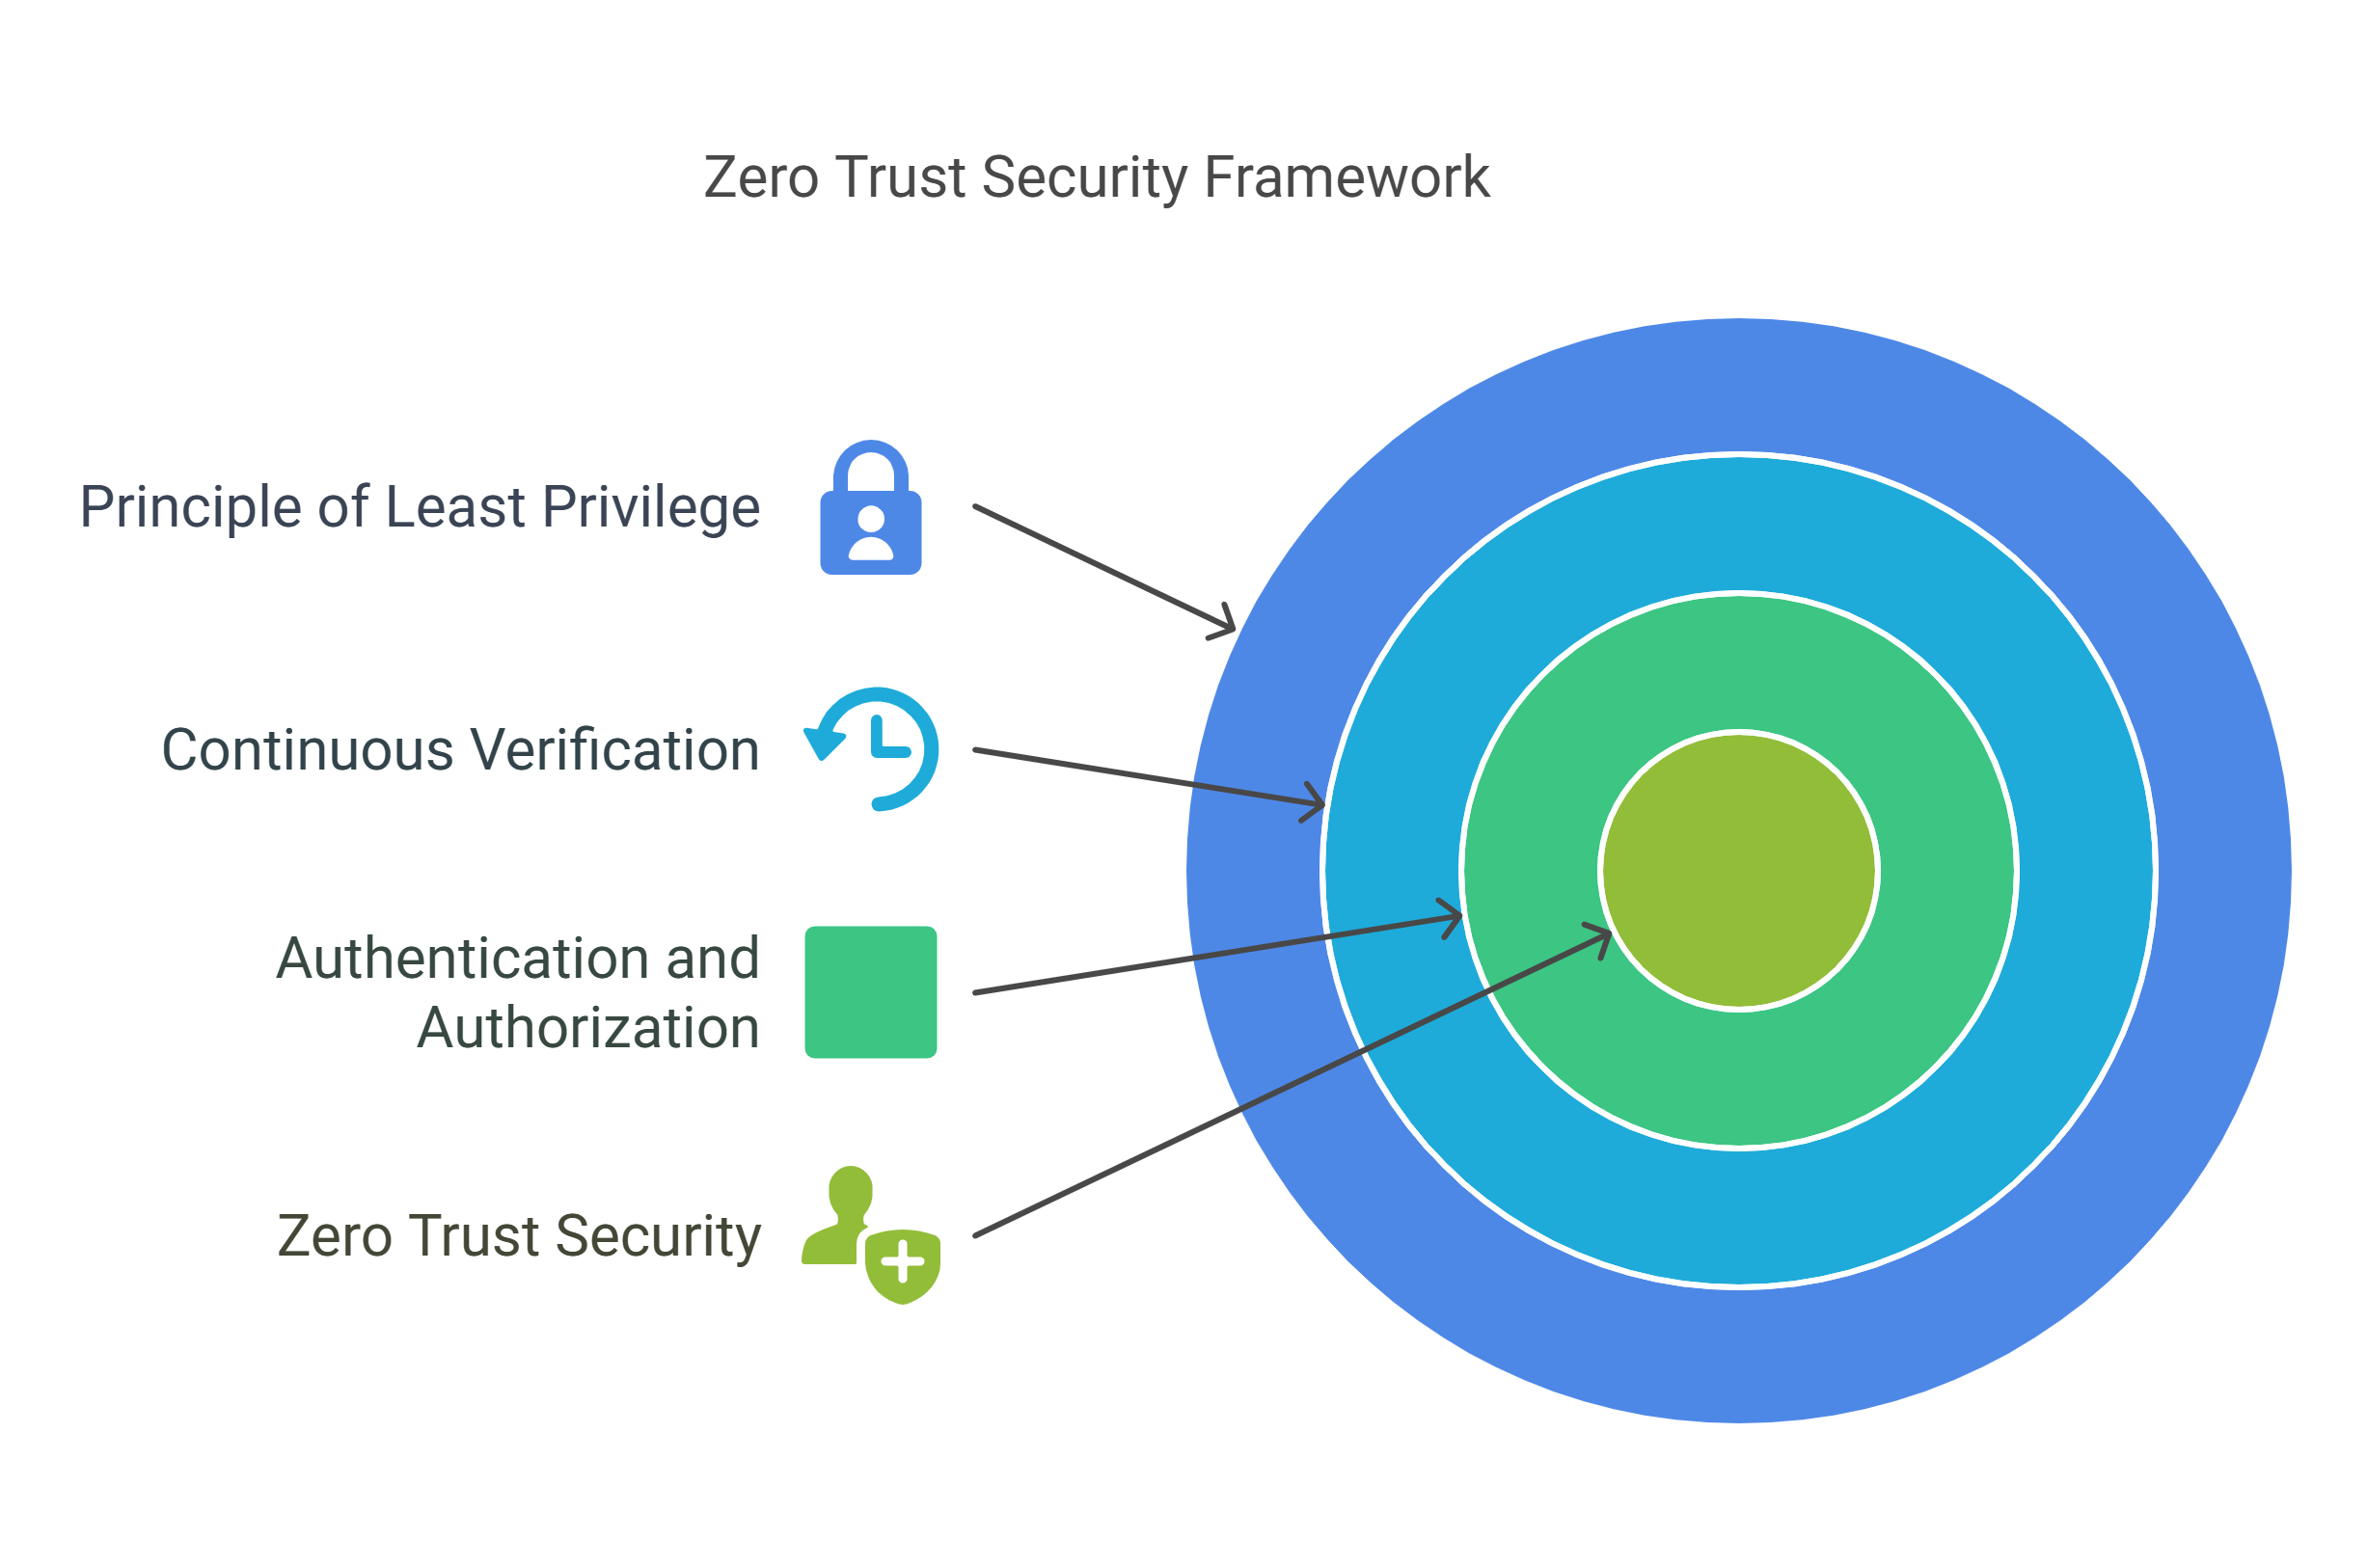 Zero Trust Security Framework
Principle of Least Privilege
Continuous Verification
Authentication and
Authorization
Zero Trust Security